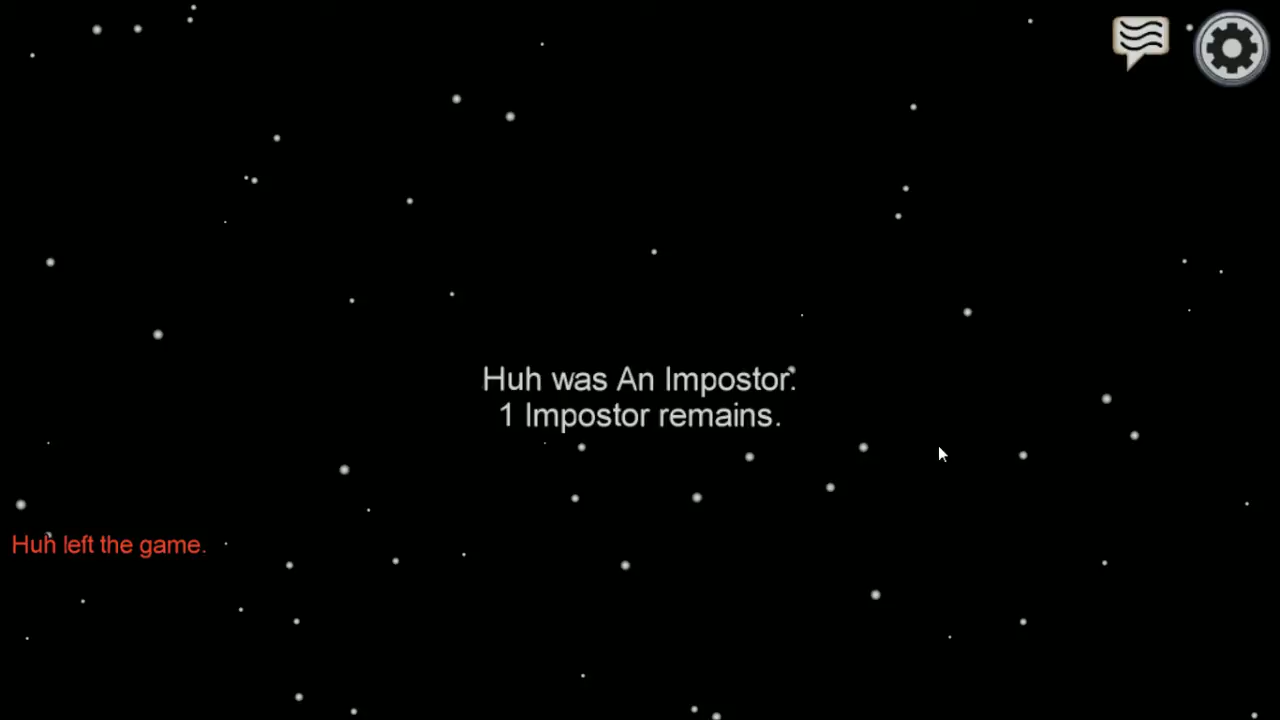 Huh was An Impostor.
1 Impostor remains.
Huh left the game.